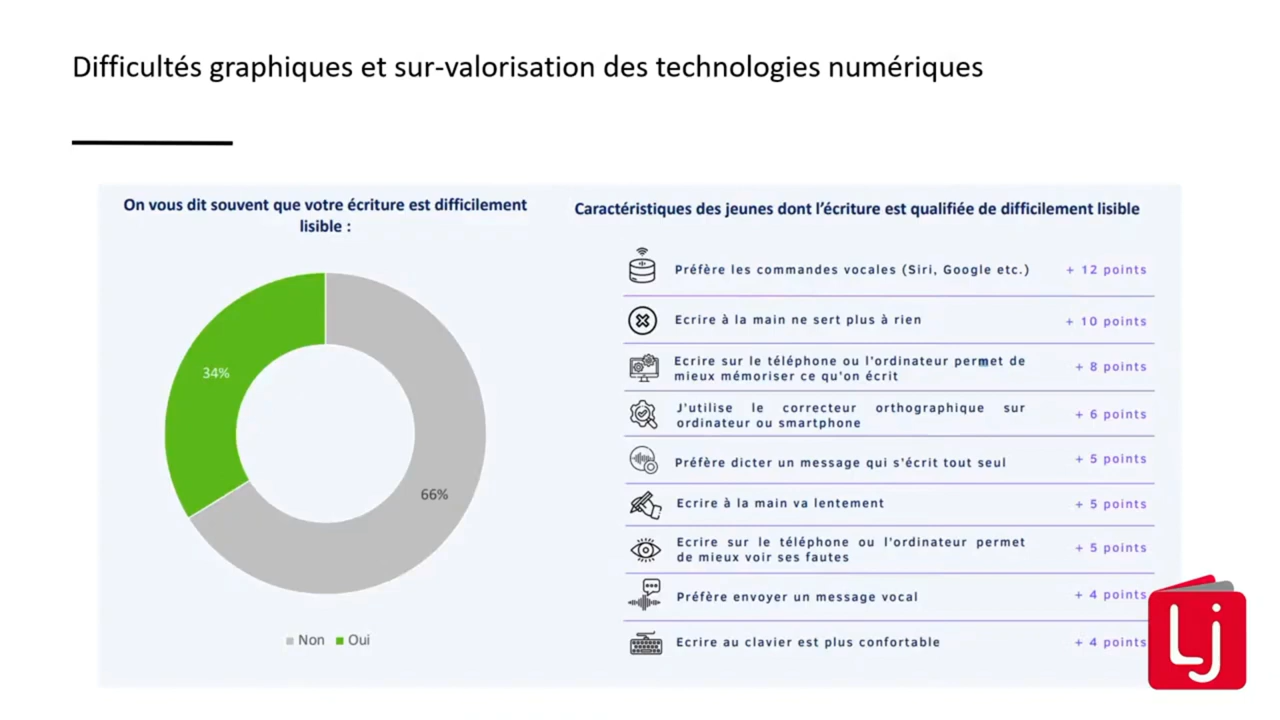 Difficultés graphiques et sur-valorisation des technologies numériques
On vous dit souvent que votre écriture est difficilement
lisible :
34%
66%
Non Oui
Caractéristiques des jeunes dont l'écriture est qualifiée de difficilement lisible
Préfère les commandes vocales (Siri, Google etc.) + 12 points
Ecrire à la main ne sert plus à rien + 10 points
Ecrire sur le téléphone ou l'ordinateur permet de
mieux mémoriser ce qu'on écrit + 8 points
J'utilise le correcteur orthographique sur
ordinateur ou smartphone + 6 points
Préfère dicter un message qui s'écrit tout seul + 5 points
Ecrire à la main va lentement + 5 points
Ecrire sur le téléphone ou l'ordinateur permet
de mieux voir ses fautes + 5 points
Préfère envoyer un message vocal + 4 points
Ecrire au clavier est plus confortable + 4 points
Lj